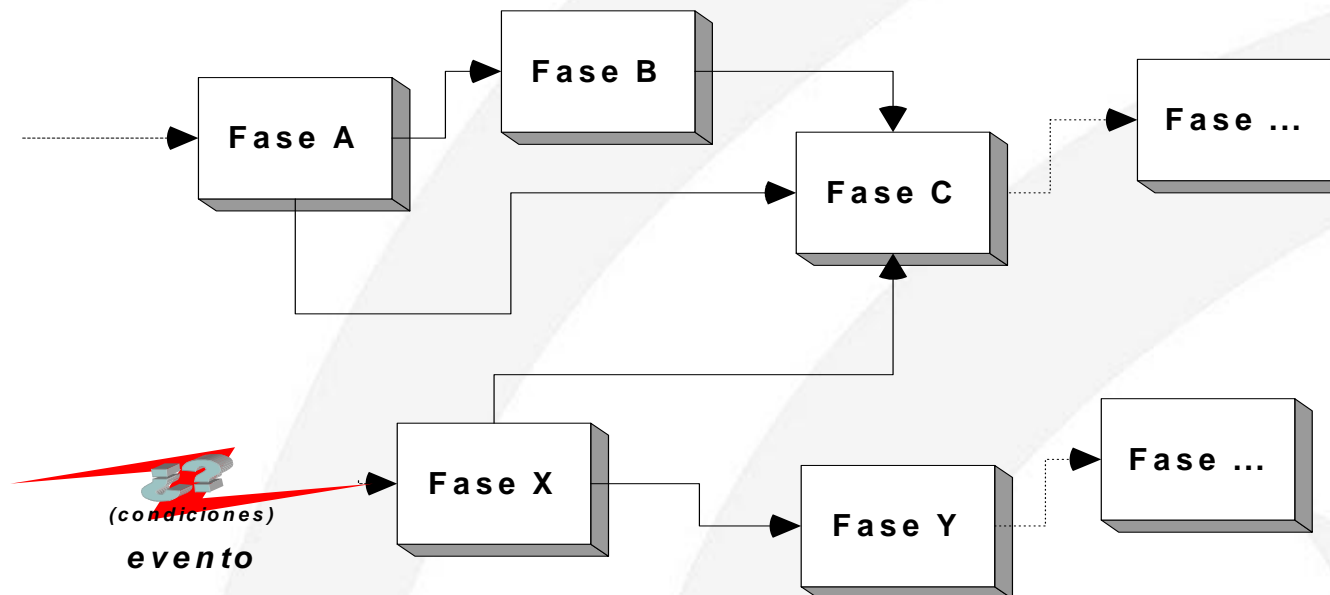 Fase B
Fase A
Fase ...
Fase C
Fase X
Fase ...
Fase Y
¿?
(condiciones)
evento